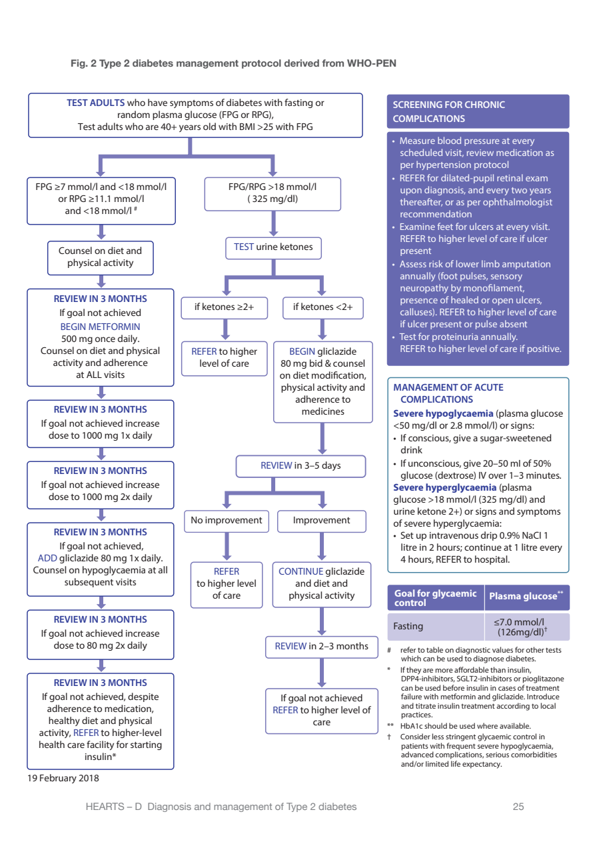 Fig. 2 Type 2 diabetes management protocol derived from WHO-PEN
TEST ADULTS who have symptoms of diabetes with fasting or
random plasma glucose (FPG or RPG),
Test adults who are 40+ years old with BMI >25 with FPG
FPG ≥7 mmol/l and <18 mmol/l
or RPG ≥11.1 mmol/l
and <18 mmol/l #
Counsel on diet and
physical activity
REVIEW IN 3 MONTHS
If goal not achieved
BEGIN METFORMIN
500 mg once daily.
Counsel on diet and physical
activity and adherence
at ALL visits
REVIEW IN 3 MONTHS
If goal not achieved increase
dose to 1000 mg 1x daily
REVIEW IN 3 MONTHS
If goal not achieved increase
dose to 1000 mg 2x daily
REVIEW IN 3 MONTHS
If goal not achieved,
ADD gliclazide 80 mg 1x daily.
Counsel on hypoglycaemia at all
subsequent visits
REVIEW IN 3 MONTHS
If goal not achieved increase
dose to 80 mg 2x daily
REVIEW IN 3 MONTHS
If goal not achieved, despite
adherence to medication,
healthy diet and physical
activity, REFER to higher-level
health care facility for starting
insulin*
19 February 2018
FPG/RPG >18 mmol/l
( 325 mg/dl)
TEST urine ketones
if ketones ≥2+
REFER to higher
level of care
if ketones <2+
BEGIN gliclazide
80 mg bid & counsel
on diet modification,
physical activity and
adherence to
medicines
REVIEW in 3–5 days
No improvement
REFER
to higher level
of care
Improvement
CONTINUE gliclazide
and diet and
physical activity
REVIEW in 2–3 months
If goal not achieved
REFER to higher level of
care
SCREENING FOR CHRONIC
COMPLICATIONS
• Measure blood pressure at every
scheduled visit, review medication as
per hypertension protocol
• REFER for dilated-pupil retinal exam
upon diagnosis, and every two years
thereafter, or as per ophthalmologist
recommendation
• Examine feet for ulcers at every visit.
REFER to higher level of care if ulcer
present
• Assess risk of lower limb amputation
annually (foot pulses, sensory
neuropathy by monofilament,
presence of healed or open ulcers,
calluses). REFER to higher level of care
if ulcer present or pulse absent
• Test for proteinuria annually.
REFER to higher level of care if positive.
MANAGEMENT OF ACUTE
COMPLICATIONS
Severe hypoglycaemia (plasma glucose
<50 mg/dl or 2.8 mmol/l) or signs:
• If conscious, give a sugar-sweetened
drink
• If unconscious, give 20–50 ml of 50%
glucose (dextrose) IV over 1–3 minutes.
Severe hyperglycaemia (plasma
glucose >18 mmol/l (325 mg/dl) and
urine ketone 2+) or signs and symptoms
of severe hyperglycaemia:
• Set up intravenous drip 0.9% NaCl 1
litre in 2 hours; continue at 1 litre every
4 hours, REFER to hospital.
Goal for glycaemic
control
Plasma glucose**
Fasting
≤7.0 mmol/l
(126mg/dl)†
# refer to table on diagnostic values for other tests
which can be used to diagnose diabetes.
* If they are more affordable than insulin,
DPP4-inhibitors, SGLT2-inhibitors or pioglitazone
can be used before insulin in cases of treatment
failure with metformin and gliclazide. Introduce
and titrate insulin treatment according to local
practices.
** HbA1c should be used where available.
† Consider less stringent glycaemic control in
patients with frequent severe hypoglycaemia,
advanced complications, serious comorbidities
and/or limited life expectancy.
HEARTS – D Diagnosis and management of Type 2 diabetes
25